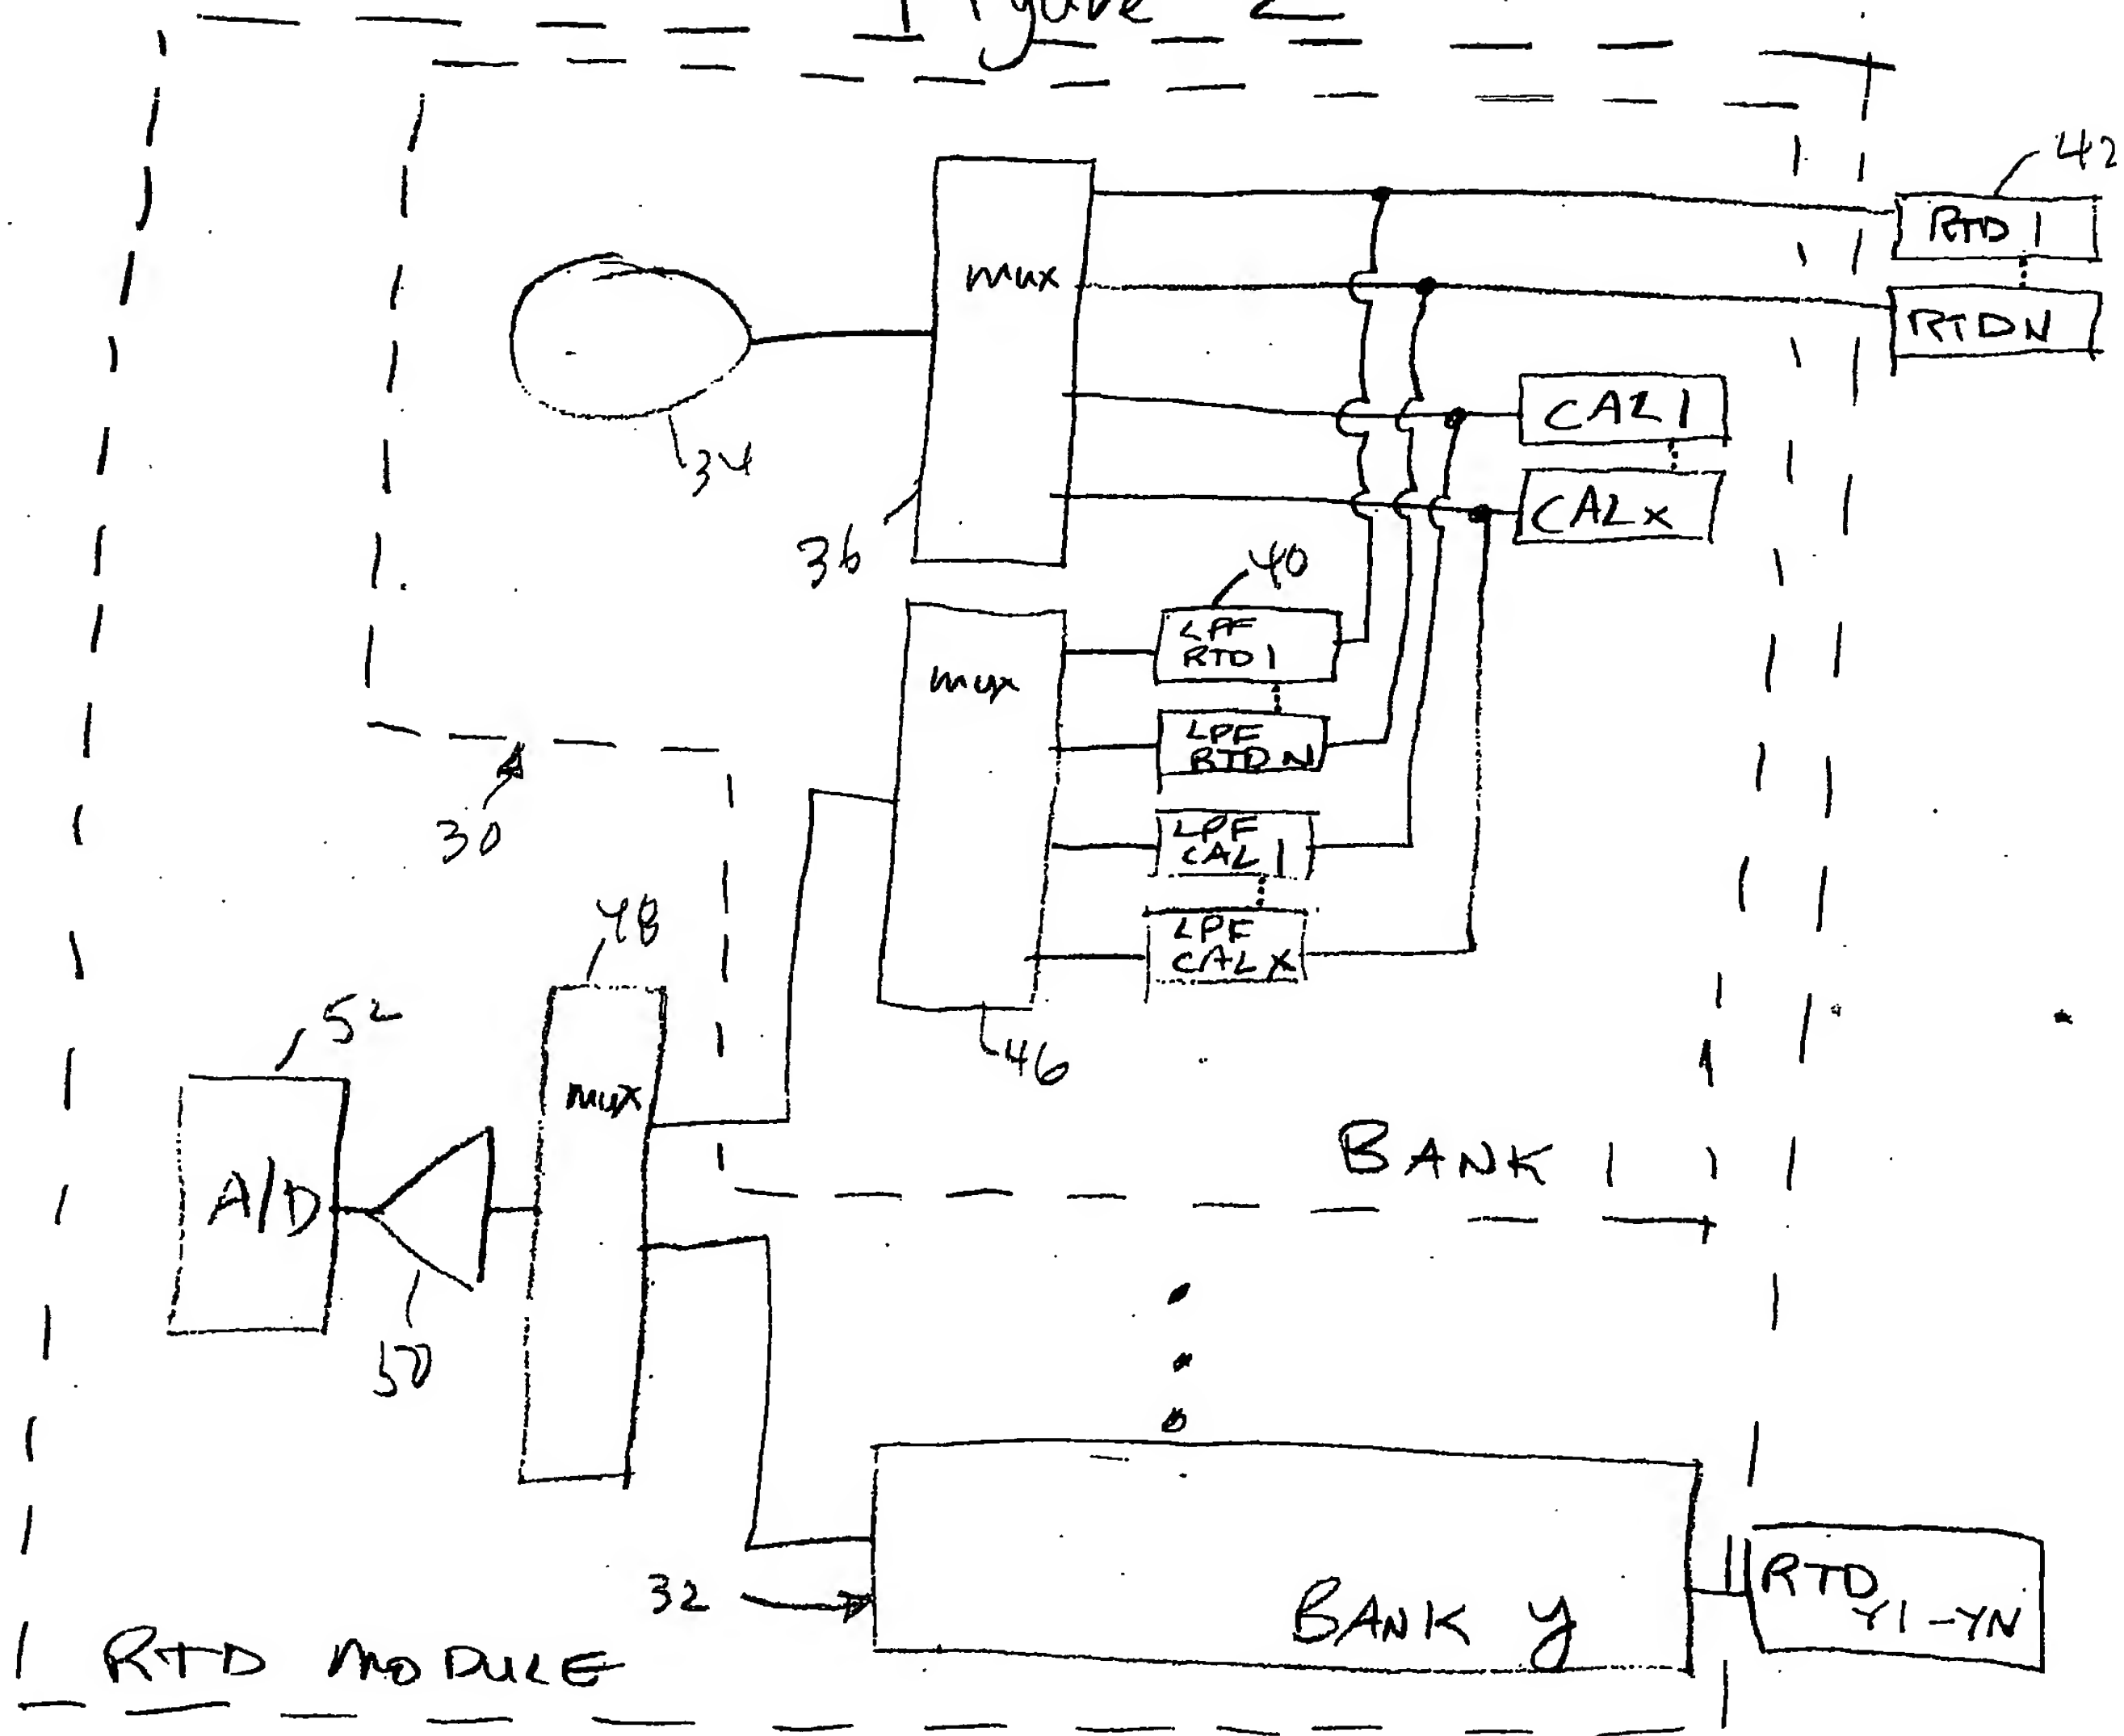 Figure 2
42
RTD 1
mux
RTD N
CAL 1
34
CAL x
36
40
LPF
RTD 1
mux
LPF
RTD N
30
LPF
CAL 1
48
LPF
CAL x
52
46
mux
BANK 1
A/D
50
32
BANK y
RTD
Y1-YN
RTD MODULE